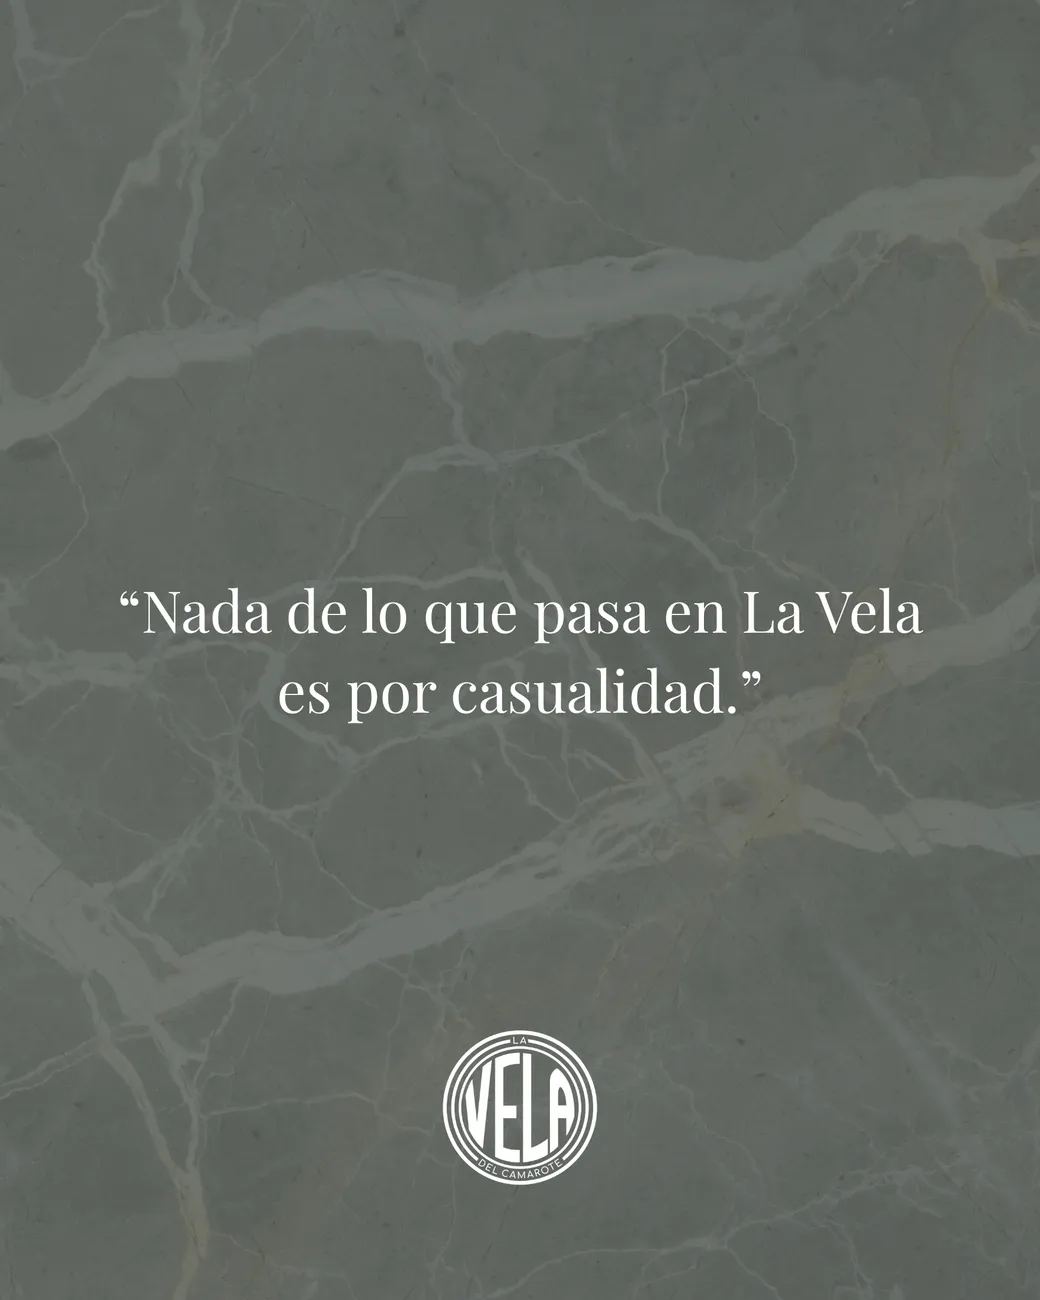 “Nada de lo que pasa en La Vela
es por casualidad.”
LA
VELA
DEL CAMAROTE